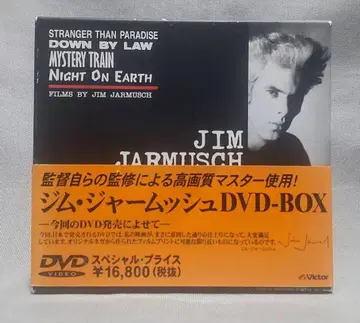 STRANGER THAN PARADISE
DOWN BY LAW
MYSTERY TRAIN
NIGHT ON EARTH
FILMS BY JIM JARMUSCH
JIM
JARMUSCH
監督自らの監修による高画質マスター使用!
ジム・ジャームッシュDVD-BOX
―今回のDVD発売によせて―
DVD
VIDEO
スペシャル・プライス
¥16,800(税抜)
Victor